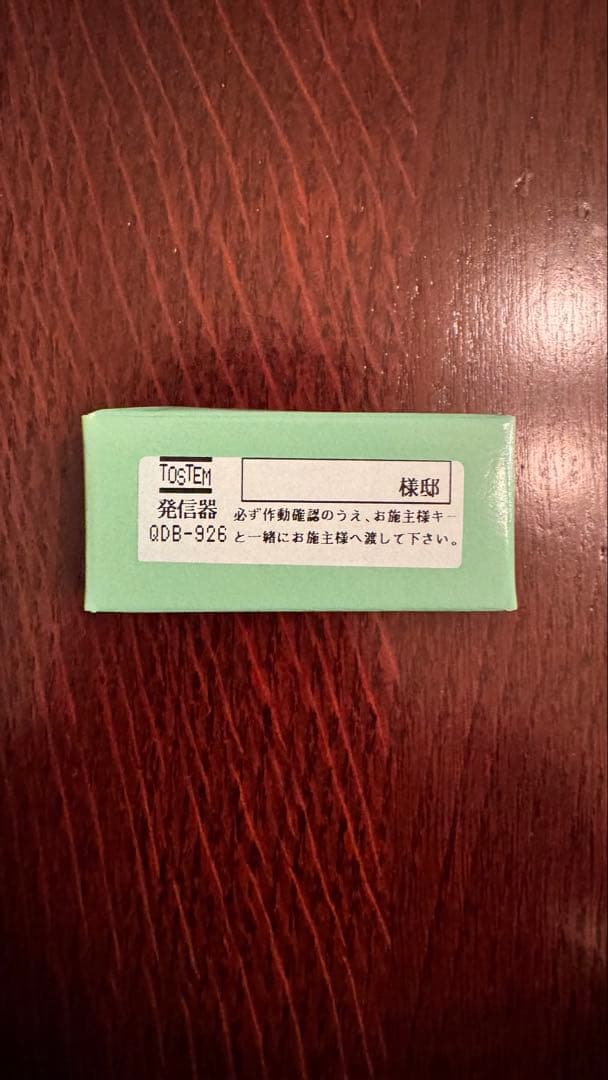 TOSTEM
様邸
発信器
QDB-926
必ず作動確認のうえ、お施主様キー
と一緒にお施主様へ渡して下さい。